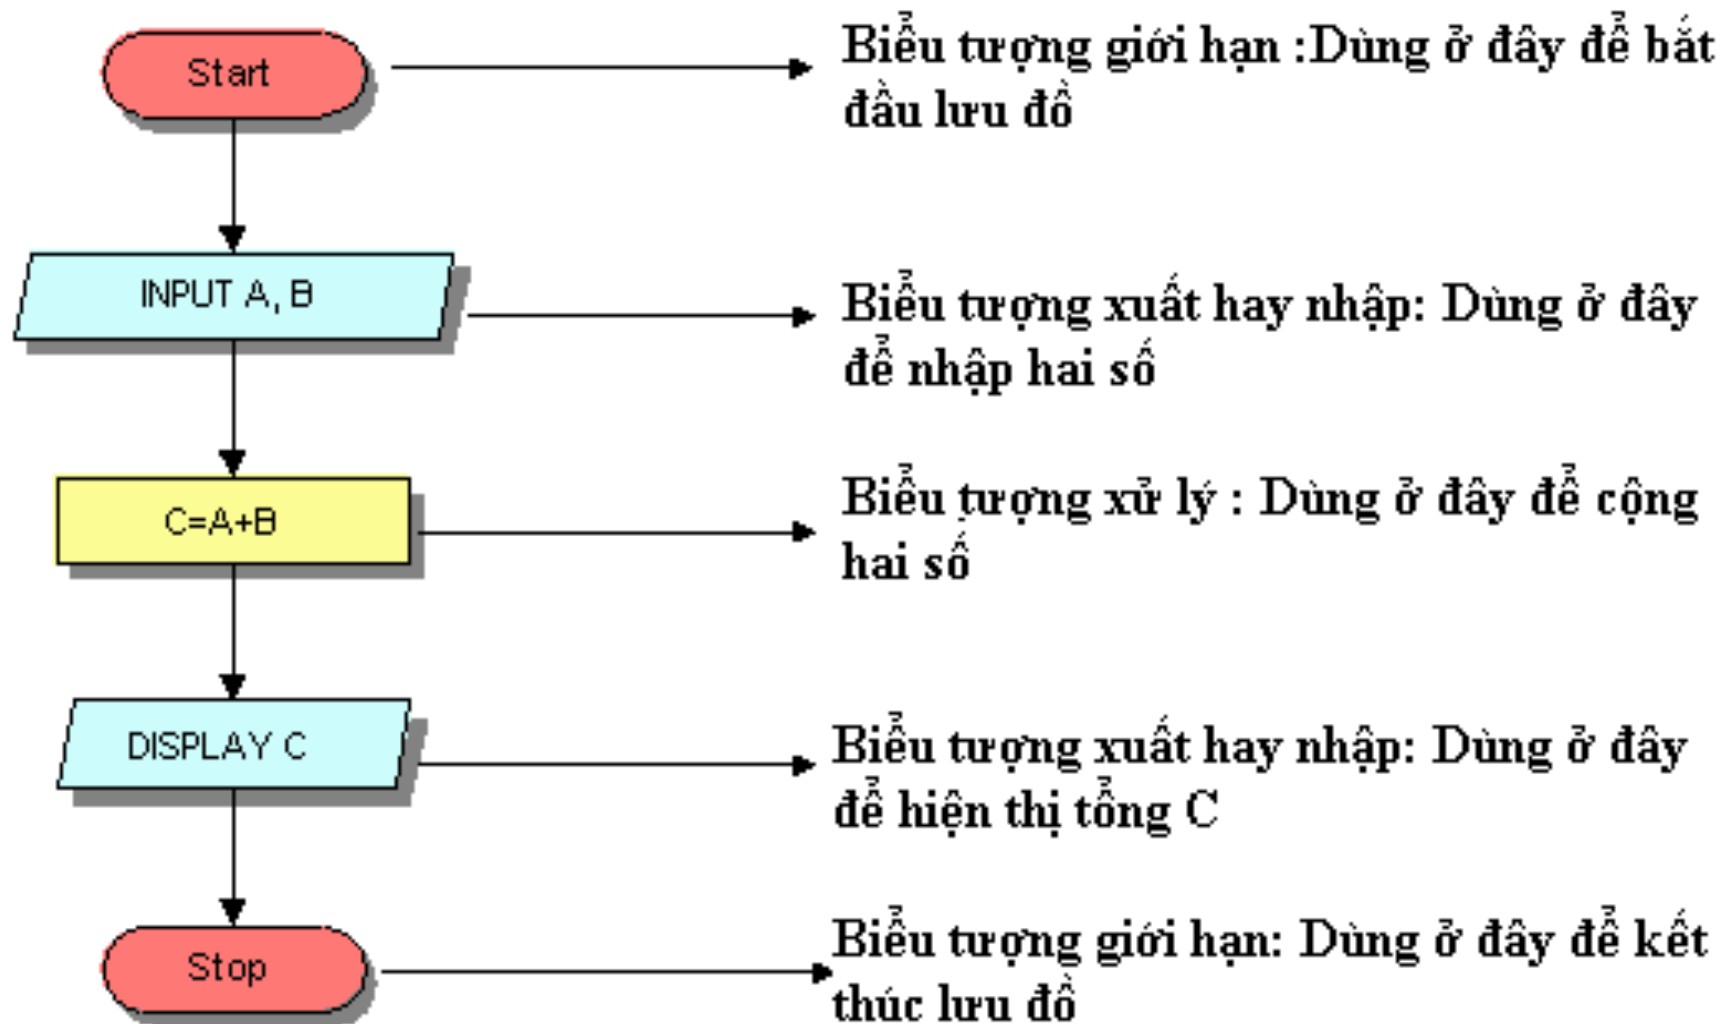 Start
Biểu tượng giới hạn :Dùng ở đây để bắt
đầu lưu đồ
INPUT A, B
Biểu tượng xuất hay nhập: Dùng ở đây
để nhập hai số
C=A+B
Biểu tượng xử lý : Dùng ở đây để cộng
hai số
DISPLAY C
Biểu tượng xuất hay nhập: Dùng ở đây
để hiện thị tổng C
Stop
Biểu tượng giới hạn: Dùng ở đây để kết
thúc lưu đồ